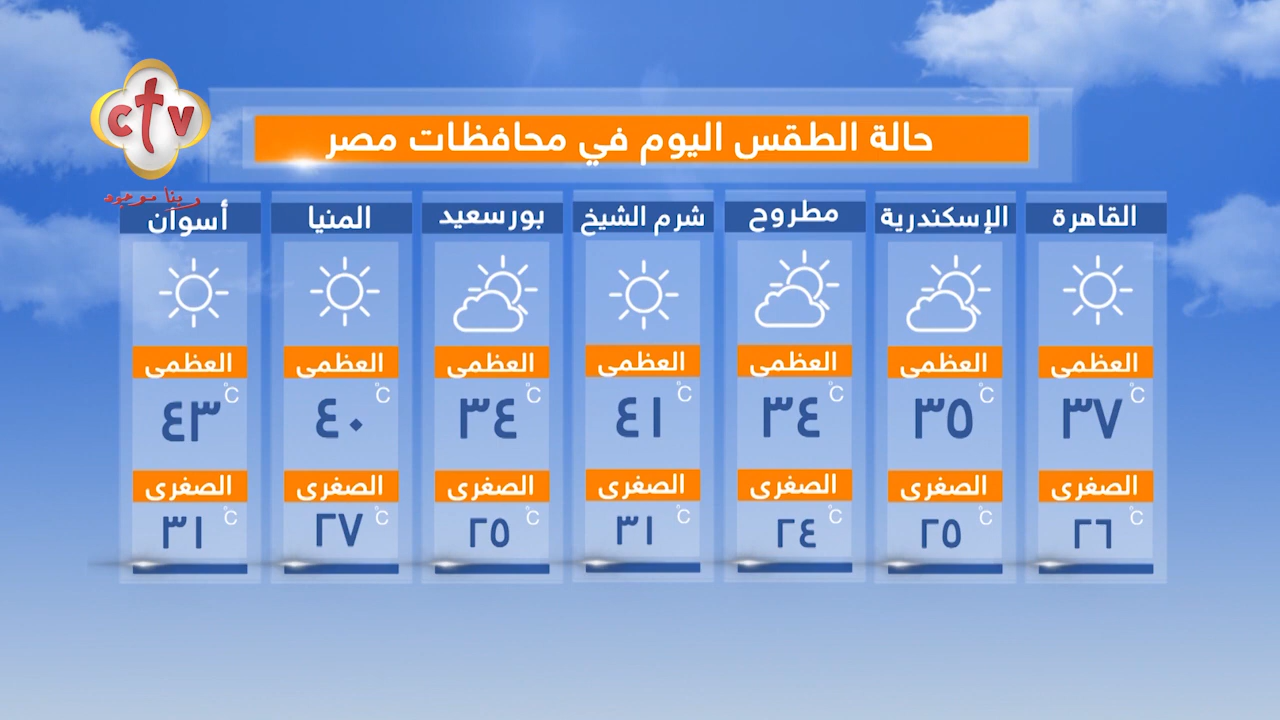 ctv
ربنا موجود
حالة الطقس اليوم في محافظات مصر
القاهرة
العظمى
٣٧ °C
الصغرى
٢٦ °C
الإسكندرية
العظمى
٣٥ °C
الصغرى
٢٥ °C
مطروح
العظمى
٣٤ °C
الصغرى
٢٤ °C
شرم الشيخ
العظمى
٤١ °C
الصغرى
٣١ °C
بورسعيد
العظمى
٣٤ °C
الصغرى
٢٥ °C
المنيا
العظمى
٤٠ °C
الصغرى
٢٧ °C
أسوان
العظمى
٤٣ °C
الصغرى
٣١ °C